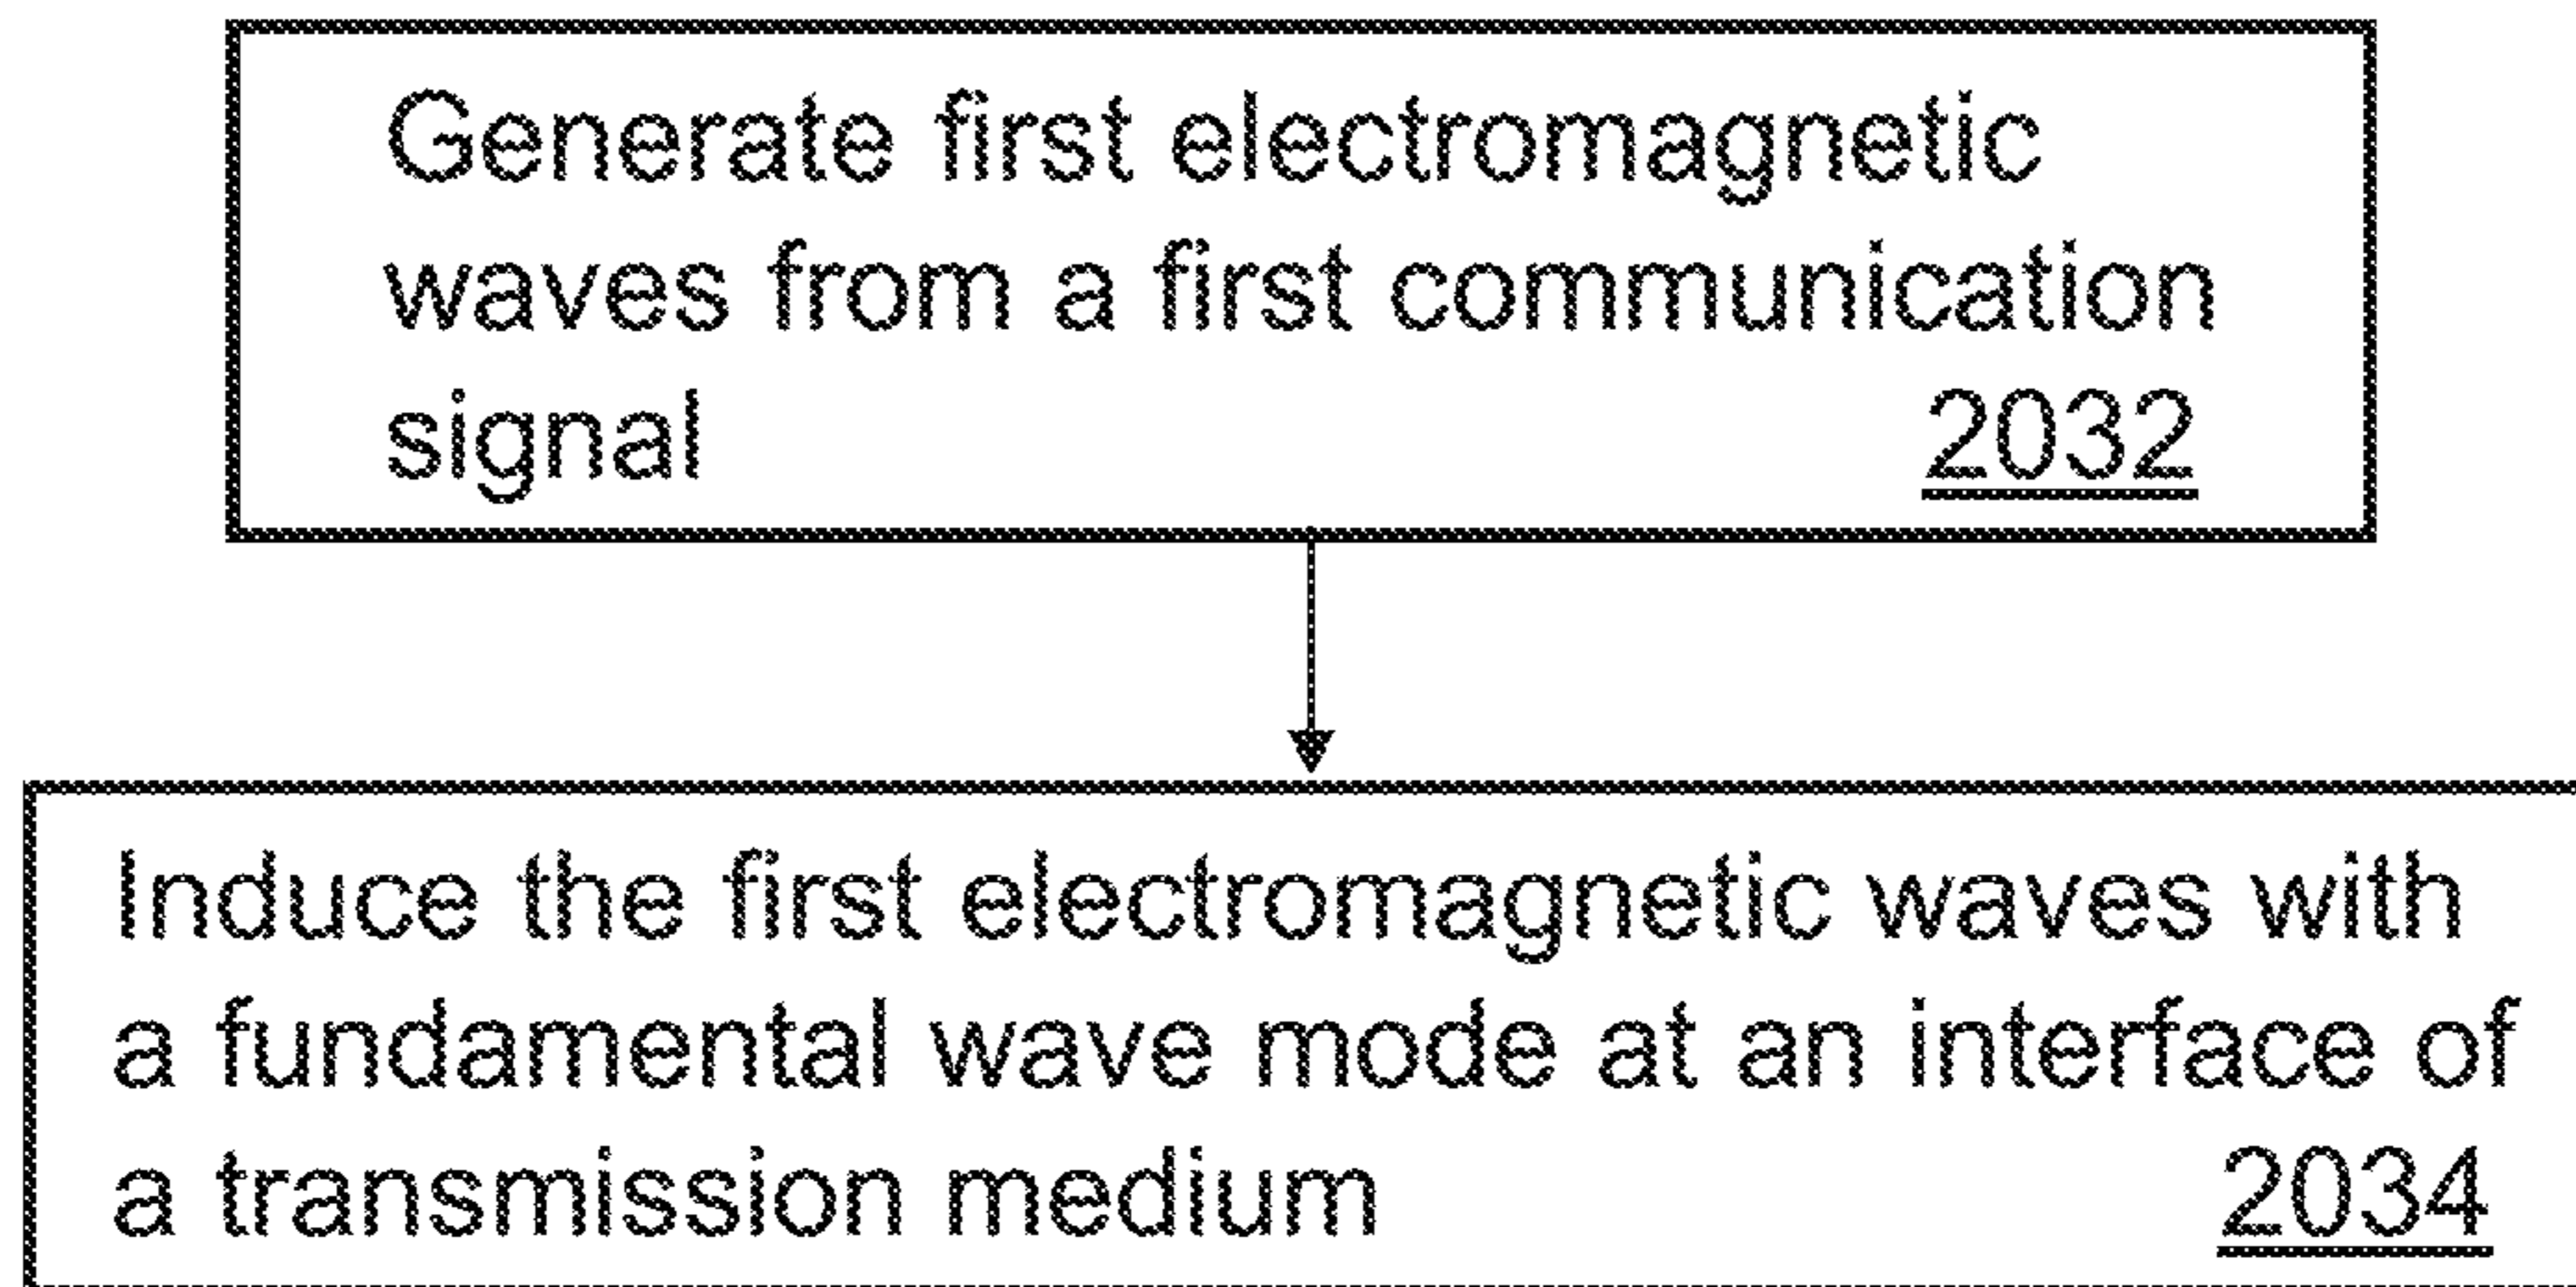 Generate first electromagnetic
waves from a first communication
signal 2032
Induce the first electromagnetic waves with
a fundamental wave mode at an interface of
a transmission medium 2034